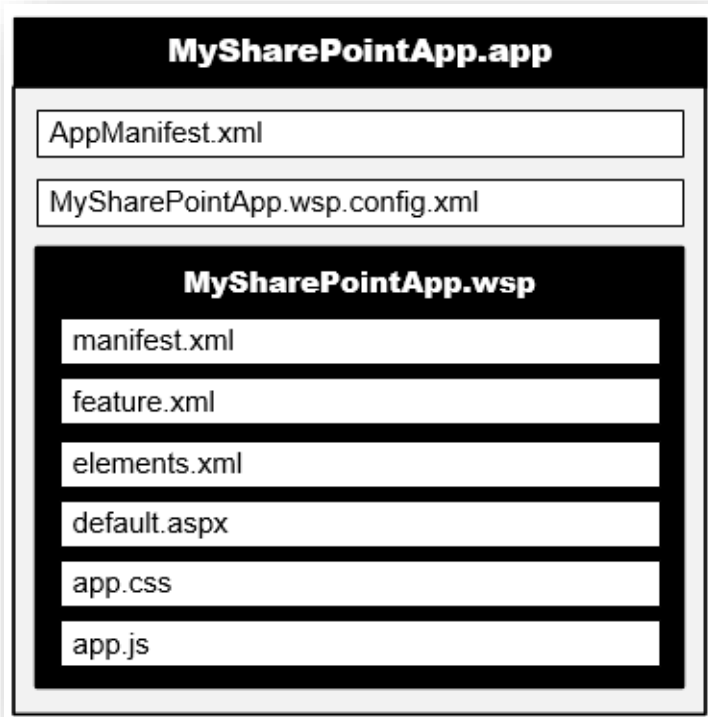 MySharePointApp.app
AppManifest.xml
MySharePointApp.wsp.config.xml
MySharePointApp.wsp
manifest.xml
feature.xml
elements.xml
default.aspx
app.css
app.js